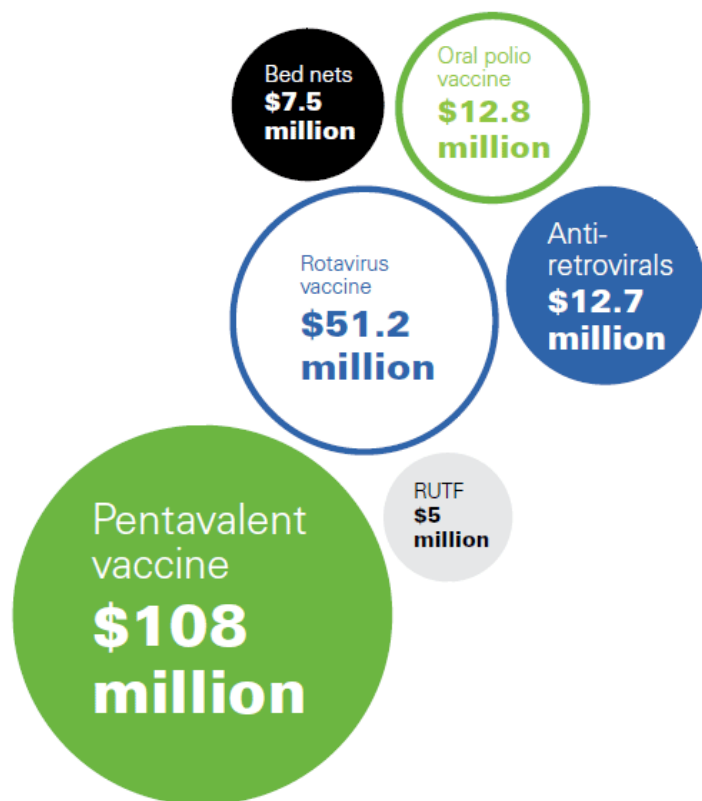 Bed nets
$7.5
million
Oral polio
vaccine
$12.8
million
Rotavirus
vaccine
$51.2
million
Anti-
retrovirals
$12.7
million
Pentavalent
vaccine
$108
million
RUTF
$5
million